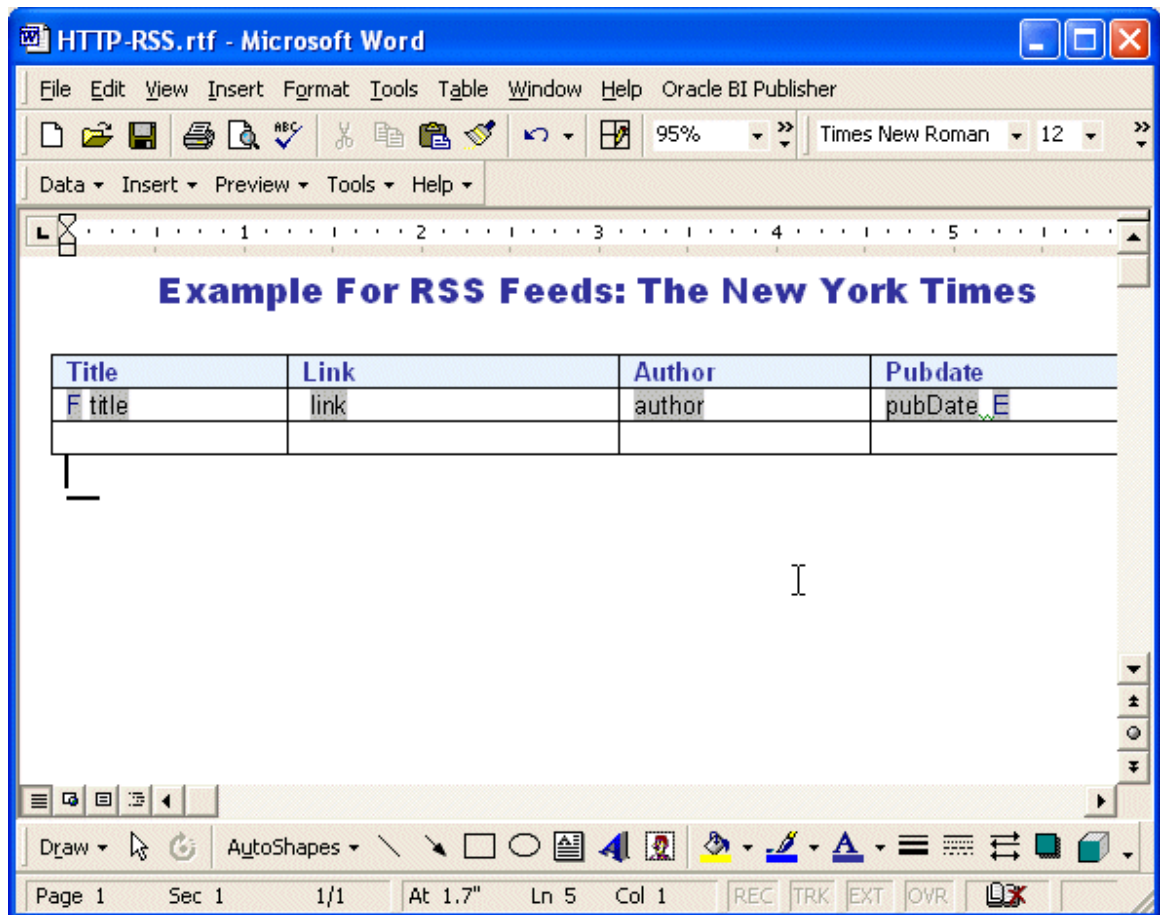 HTTP-RSS.rtf - Microsoft Word
File Edit View Insert Format Tools Table Window Help Oracle BI Publisher
ABC 95% Times New Roman 12
Data Insert Preview Tools Help
1 2 3 4 5
Example For RSS Feeds: The New York Times
Title Link Author Pubdate
F title link author pubDate E
Draw AutoShapes A A
Page 1 Sec 1 1/1 At 1.7" Ln 5 Col 1 REC TRK EXT OVR